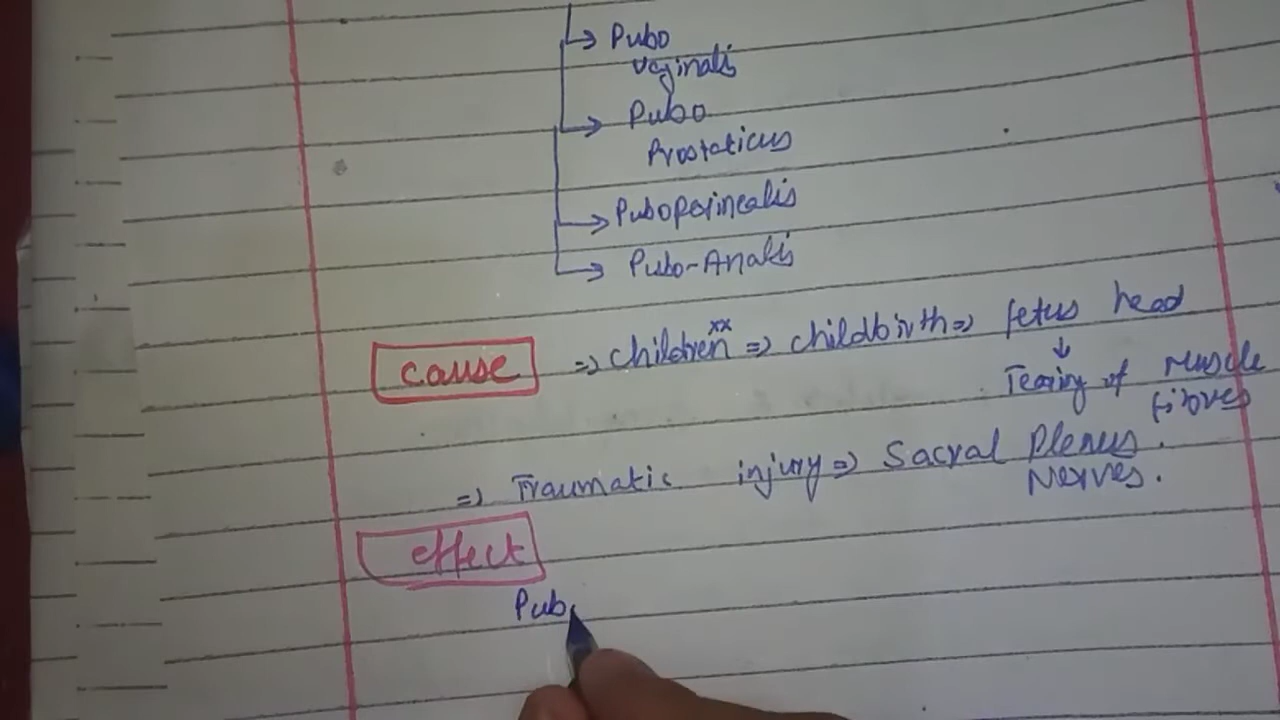 → Pubo
vaginalis
→ Pubo
Prostaticus
→ Puboperinealis
→ Pubo-Analis
cause ⇒ children xx ⇒ childbirth ⇒ fetus head
↓
Tearing of muscle
fibres
⇒ Traumatic injury ⇒ Sacral Plexus.
Nerves.
effect
Pub